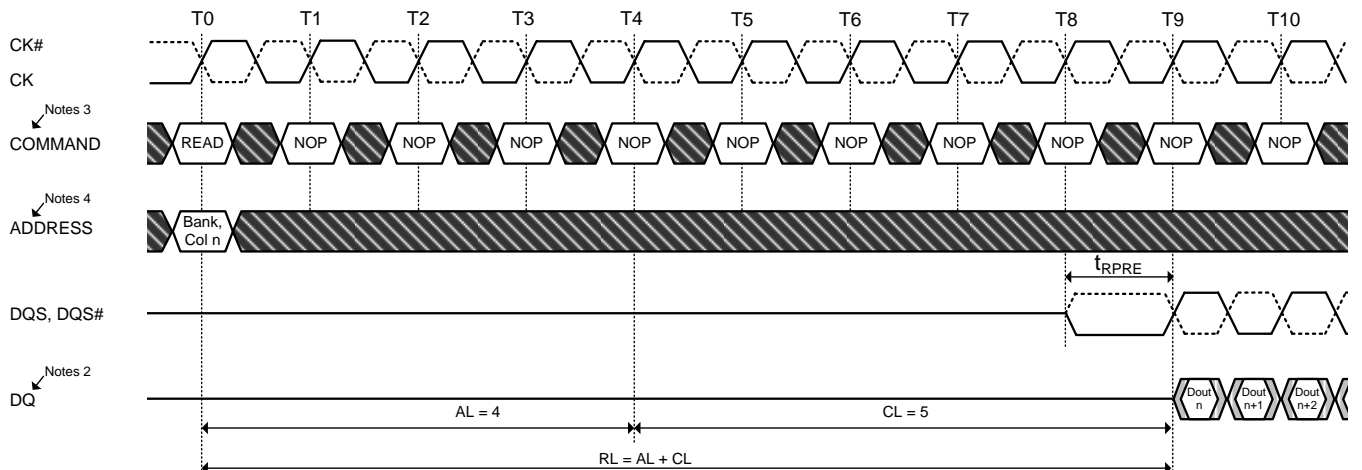 T0 T1 T2 T3 T4 T5 T6 T7 T8 T9 T10
CK#
CK
Notes 3
COMMAND READ NOP NOP NOP NOP NOP NOP NOP NOP NOP NOP
Notes 4
ADDRESS
Bank,
Col n
tRPRE
DQS, DQS#
Notes 2
DQ
Dout
n
Dout
n+1
Dout
n+2
AL = 4 CL = 5
RL = AL + CL